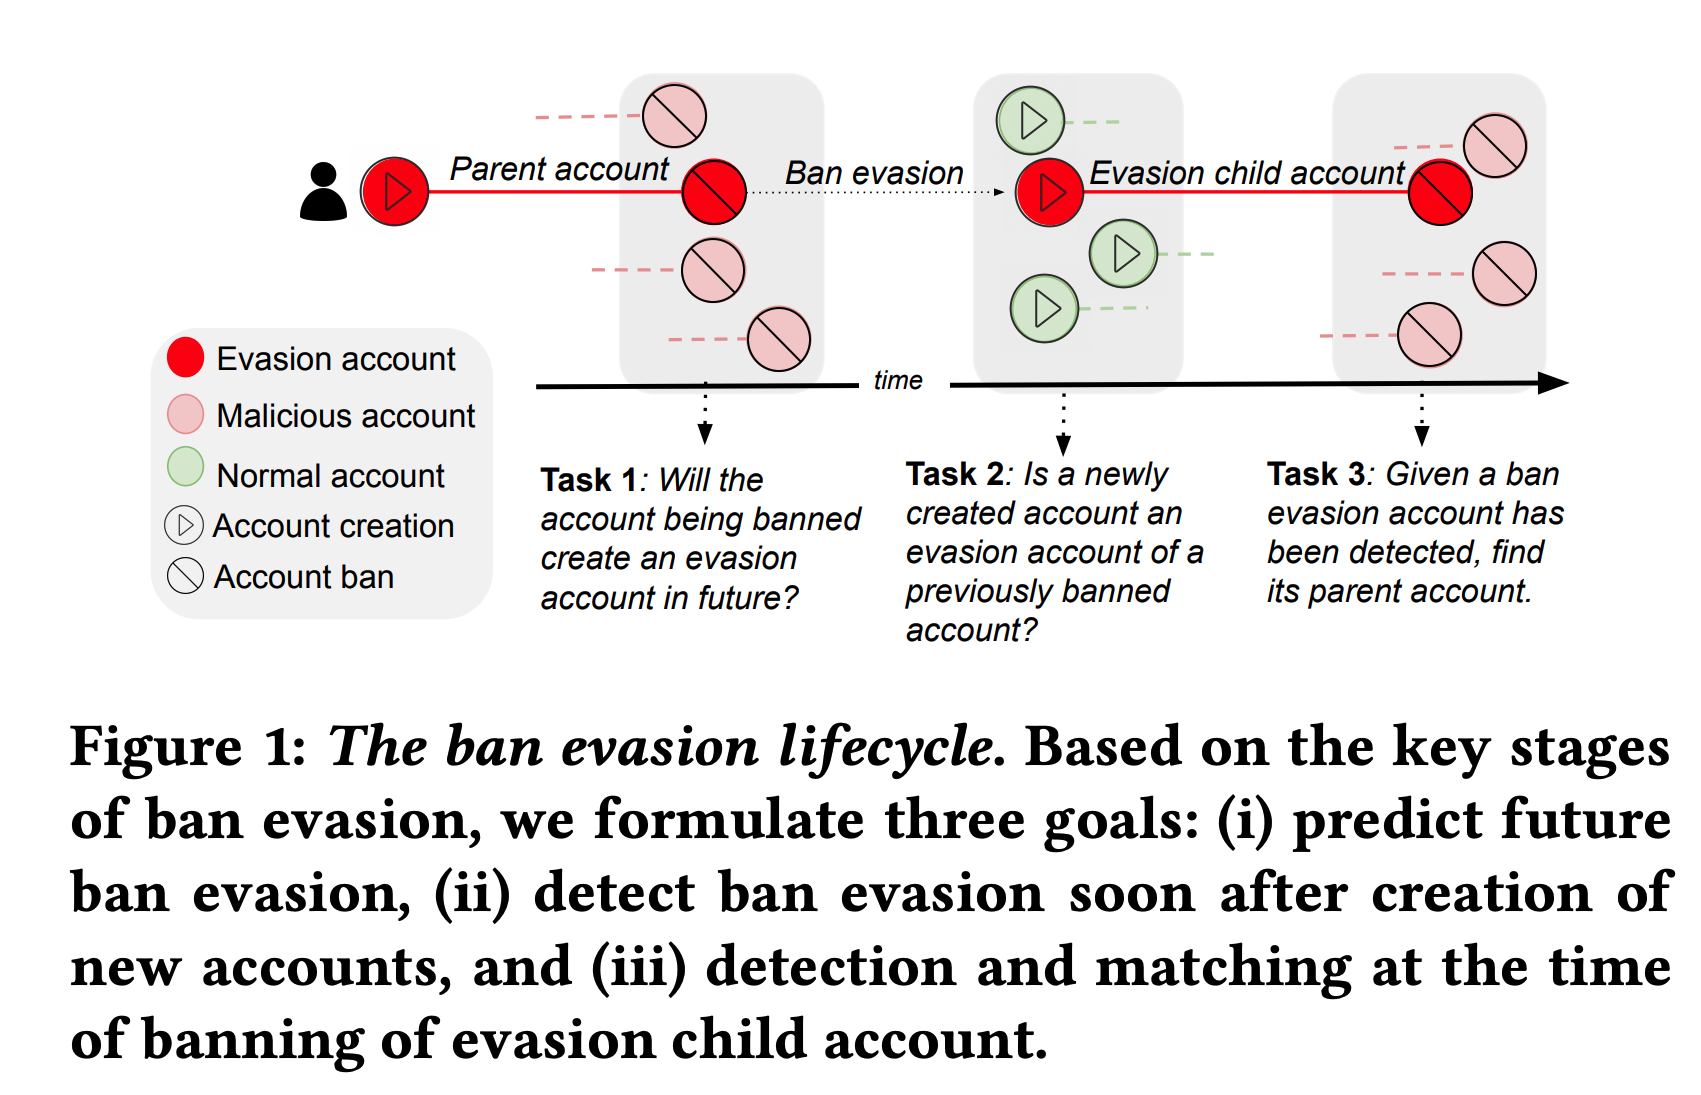 Parent account
Ban evasion
Evasion child account
Evasion account
Malicious account
Normal account
Account creation
Account ban
time
Task 1: Will the
account being banned
create an evasion
account in future?
Task 2: Is a newly
created account an
evasion account of a
previously banned
account?
Task 3: Given a ban
evasion account has
been detected, find
its parent account.
Figure 1: The ban evasion lifecycle. Based on the key stages
of ban evasion, we formulate three goals: (i) predict future
ban evasion, (ii) detect ban evasion soon after creation of
new accounts, and (iii) detection and matching at the time
of banning of evasion child account.